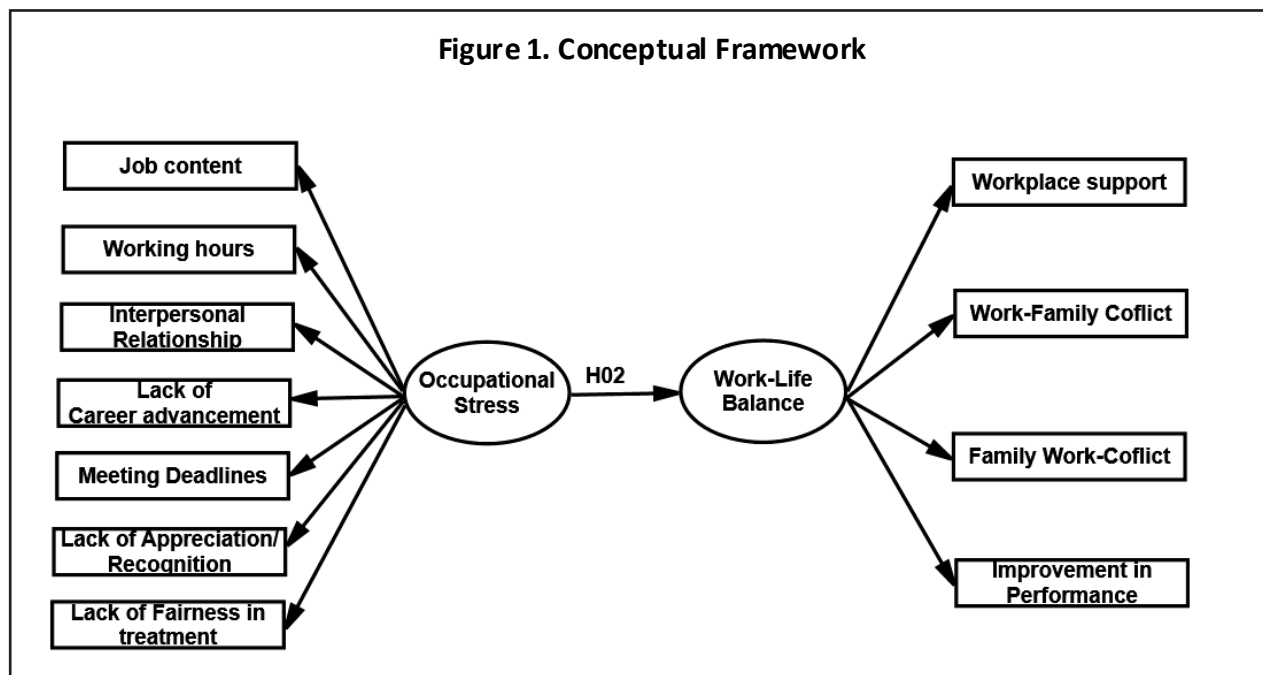 Figure 1. Conceptual Framework
Job content
Working hours
Interpersonal
Relationship
Lack of
Career advancement
Meeting Deadlines
Lack of Appreciation/
Recognition
Lack of Fairness in
treatment
Occupational
Stress
H02
Work-Life
Balance
Workplace support
Work-Family Coflict
Family Work-Coflict
Improvement in
Performance